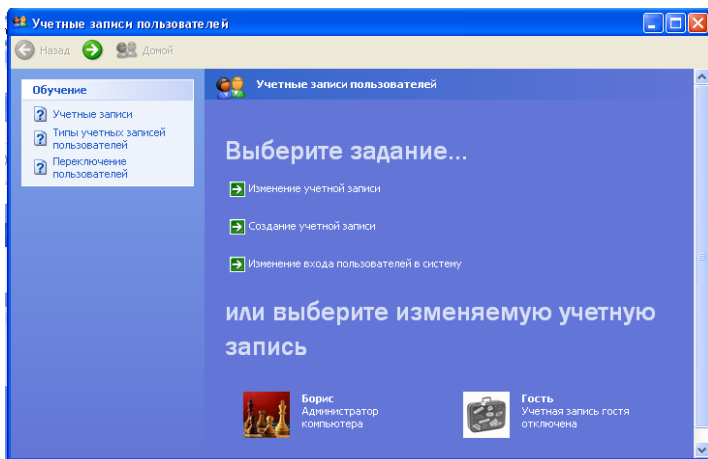 Учетные записи пользователей
Назад
Домой
Обучение
Учетные записи
Типы учетных записей
пользователей
Переключение
пользователей
Учетные записи пользователей
Выберите задание...
Изменение учетной записи
Создание учетной записи
Изменение входа пользователей в систему
или выберите изменяемую учетную
запись
Борис
Администратор
компьютера
Гость
Учетная запись гостя
отключена